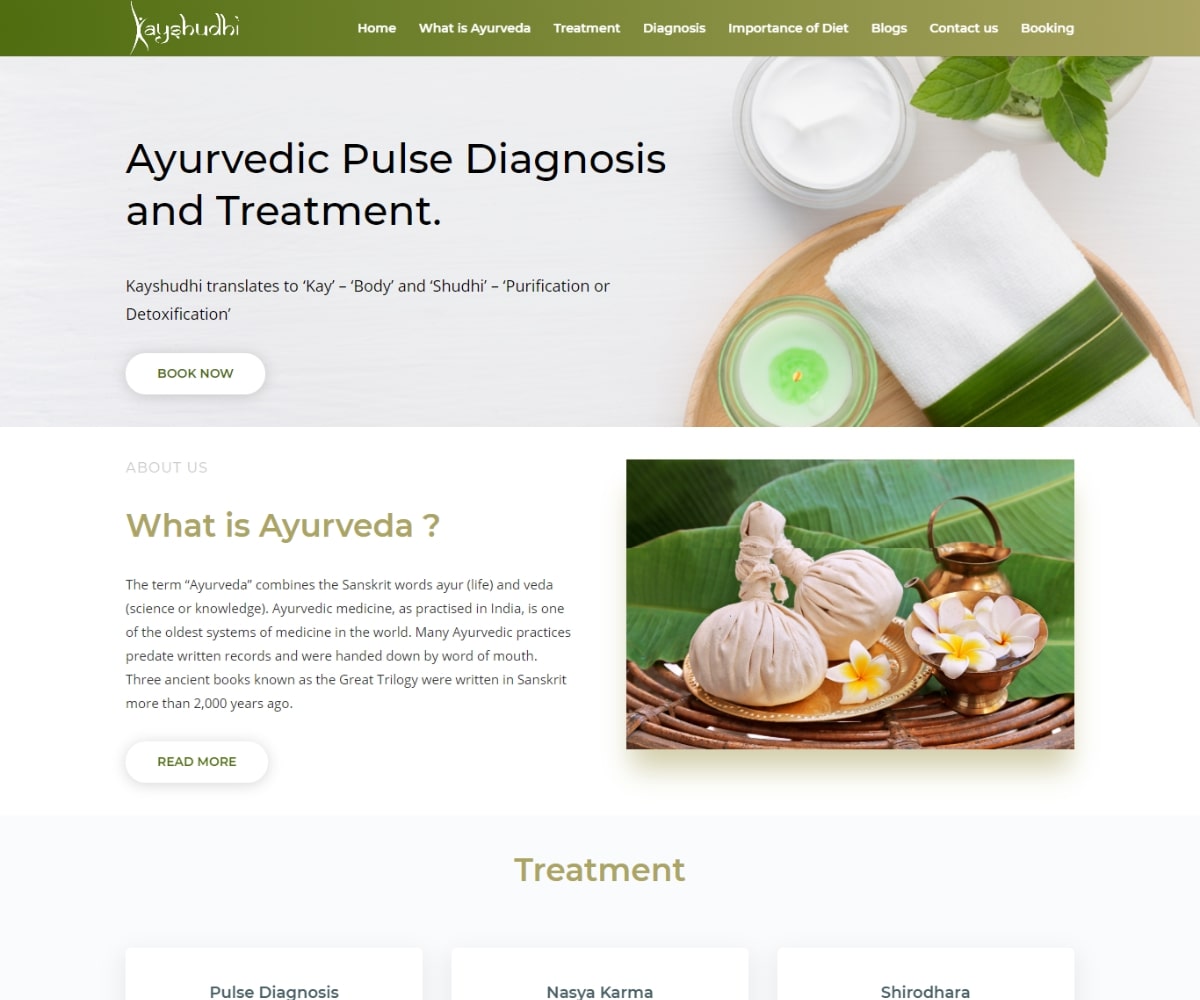 Kayshudhi
Home What is Ayurveda Treatment Diagnosis Importance of Diet Blogs Contact us Booking
Ayurvedic Pulse Diagnosis
and Treatment.
Kayshudhi translates to ‘Kay’ – ‘Body’ and ‘Shudhi’ – ‘Purification or
Detoxification’
BOOK NOW
ABOUT US
What is Ayurveda ?
The term “Ayurveda” combines the Sanskrit words ayur (life) and veda
(science or knowledge). Ayurvedic medicine, as practised in India, is one
of the oldest systems of medicine in the world. Many Ayurvedic practices
predate written records and were handed down by word of mouth.
Three ancient books known as the Great Trilogy were written in Sanskrit
more than 2,000 years ago.
READ MORE
Treatment
Pulse Diagnosis
Nasya Karma
Shirodhara